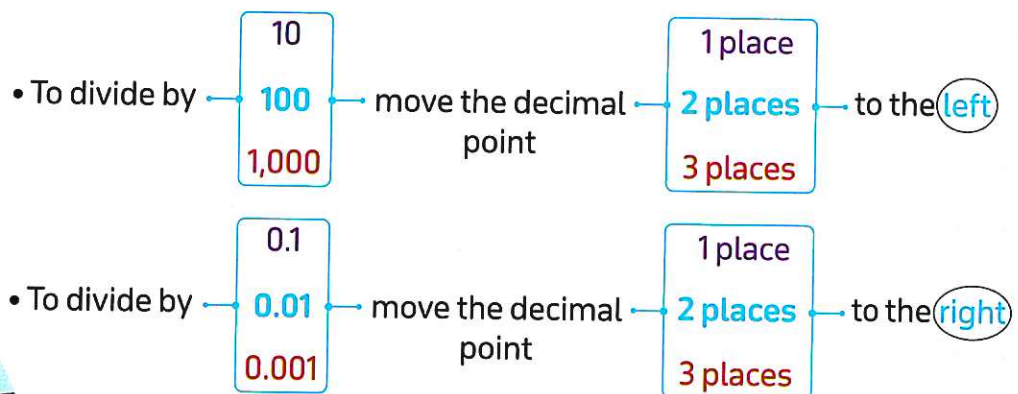 10
1 place
• To divide by 100 move the decimal 2 places to the left
point
1,000
3 places
0.1
1 place
• To divide by 0.01 move the decimal 2 places to the right
point
0.001
3 places